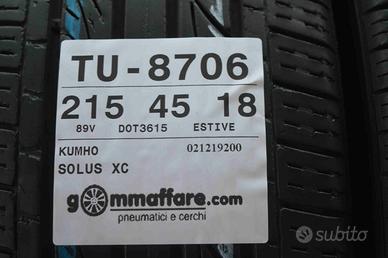 TU-8706
215 45 18
89V DOT3615 ESTIVE
KUMHO 021219200
SOLUS XC
gommaffare.com
pneumatici e cerchi
subito